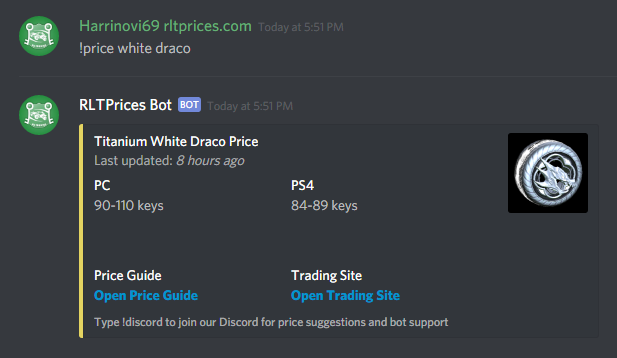 Harrinovi69 rltprices.com Today at 5:51 PM
!price white draco
RLTPrices Bot BOT Today at 5:51 PM
Titanium White Draco Price
Last updated: 8 hours ago
PC PS4
90-110 keys 84-89 keys
Price Guide Trading Site
Open Price Guide Open Trading Site
Type !discord to join our Discord for price suggestions and bot support